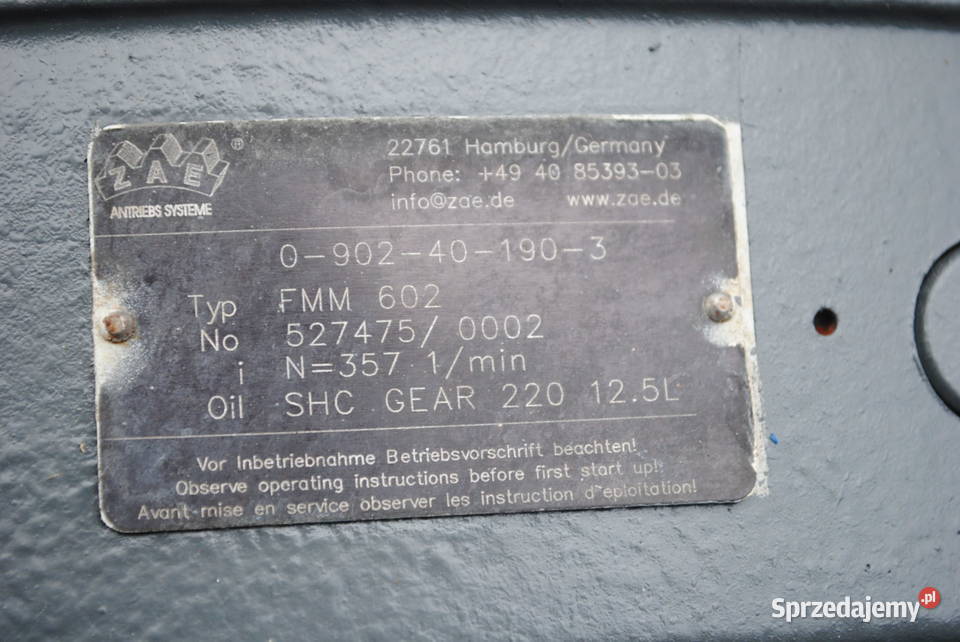 ZAE ®
ANTRIEBS SYSTEME
22761 Hamburg/Germany
Phone: +49 40 85393-03
info@zae.de www.zae.de
0-902-40-190-3
Typ FMM 602
No 527475/ 0002
i N=357 1/min
Oil SHC GEAR 220 12.5L
Vor Inbetriebnahme Betriebsvorschrift beachten!
Observe operating instructions before first start up!
Avant-mise en service observer les instruction d'eploitation!
Sprzedajemy.pl